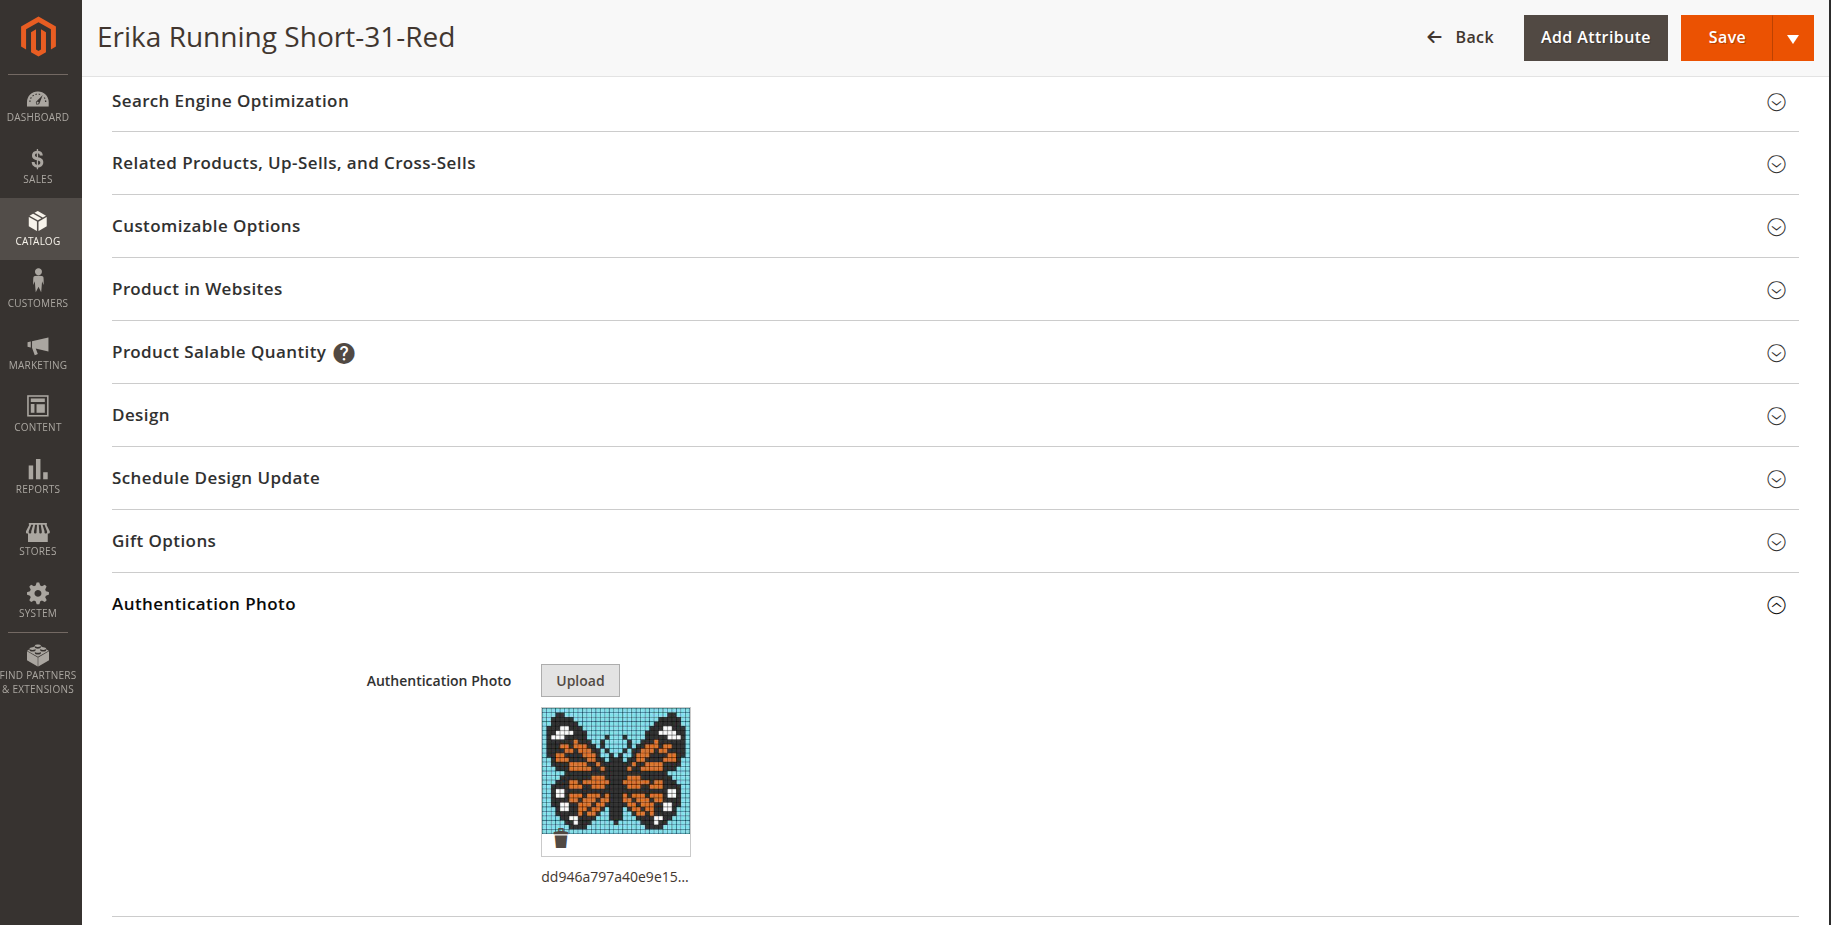 Erika Running Short-31-Red
Back
Add Attribute
Save
DASHBOARD
SALES
CATALOG
CUSTOMERS
MARKETING
CONTENT
REPORTS
STORES
SYSTEM
FIND PARTNERS
& EXTENSIONS
Search Engine Optimization
Related Products, Up-Sells, and Cross-Sells
Customizable Options
Product in Websites
Product Salable Quantity ?
Design
Schedule Design Update
Gift Options
Authentication Photo
Authentication Photo
Upload
dd946a797a40e9e15...